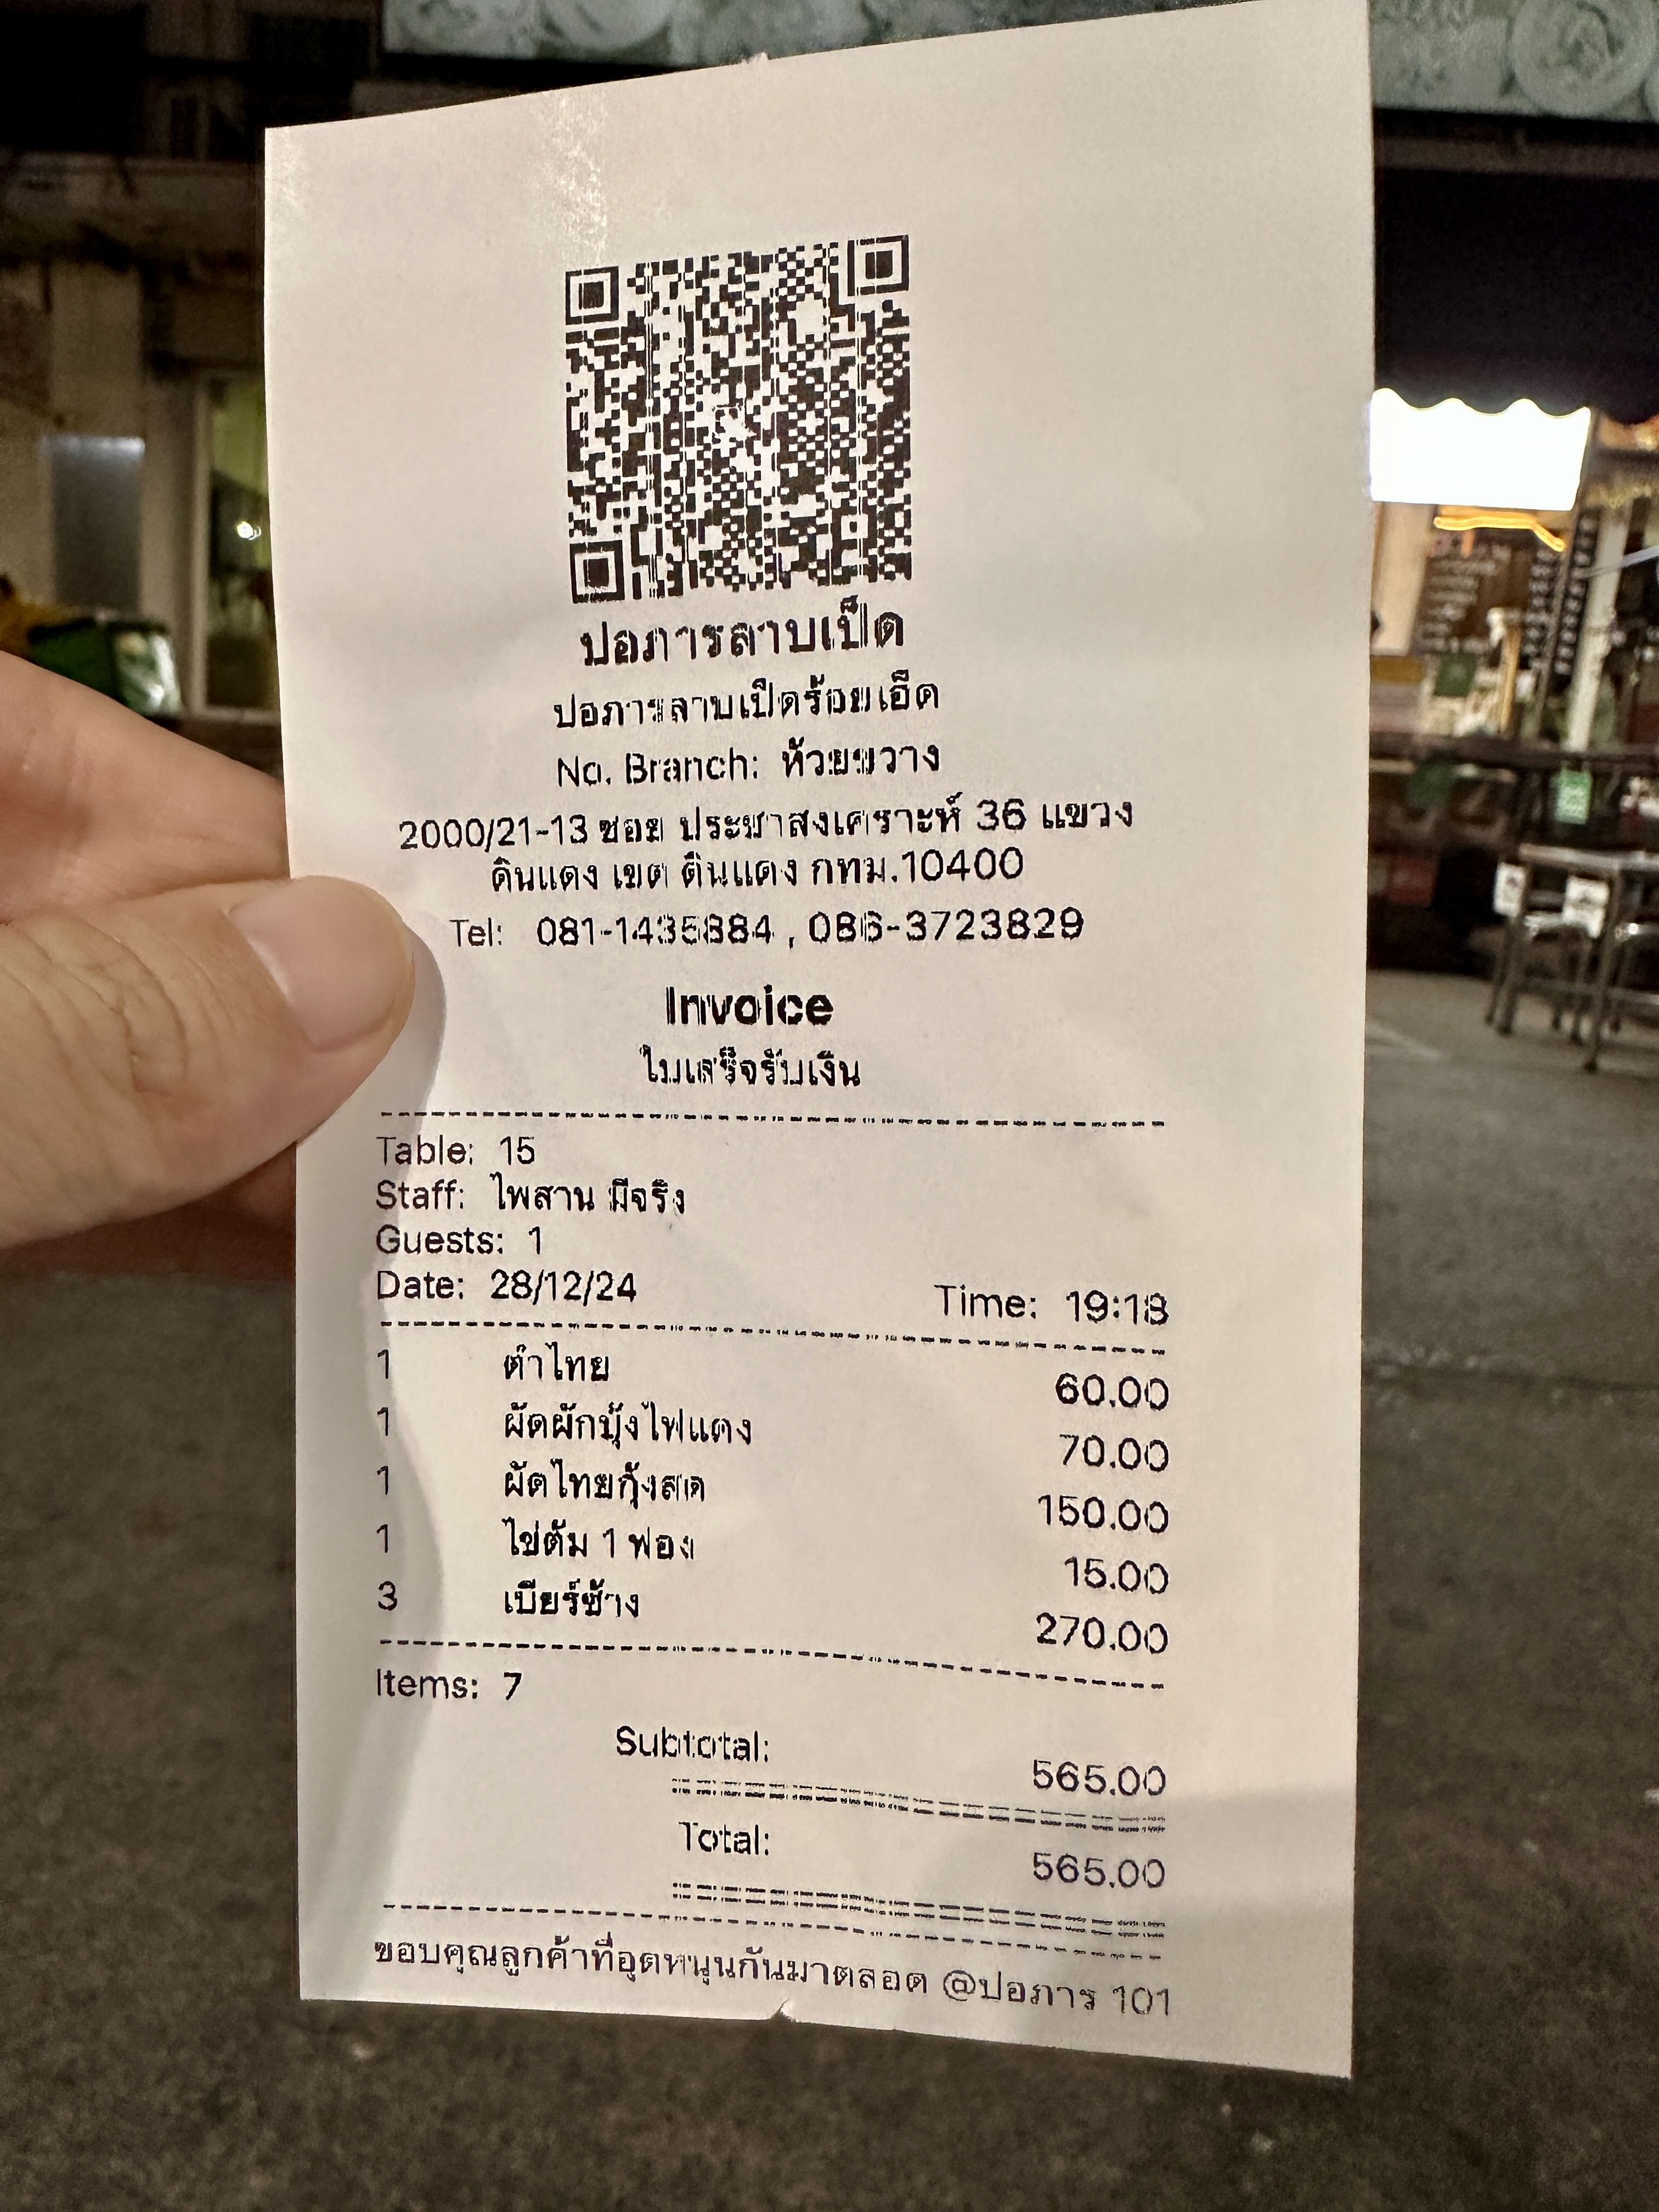 ปอภารลาบเป็ด
ปอภารลาบเป็ดร้อยเอ็ด
No. Branch: ห้วยขวาง
2000/21-13 ซอย ประชาสงเคราะห์ 36 แขวง
ดินแดง เขต ดินแดง กทม.10400
Tel: 086-3723829
Invoice
ใบเสร็จรับเงิน
Table: 15
Staff: ไพสาน มีจริง
Guests: 1
Date: 28/12/24 Time: 19:18
1 ตำไทย 60.00
1 ผัดผักบุ้งไฟแดง 70.00
1 ผัดไทยกุ้งสด 150.00
1 ไข่ต้ม 1 ฟอง 15.00
3 เบียร์ช้าง 270.00
Items: 7
Subtotal: 565.00
Total: 565.00
ขอบคุณลูกค้าที่อุดหนุนกันมาตลอด @ปอภาร 101